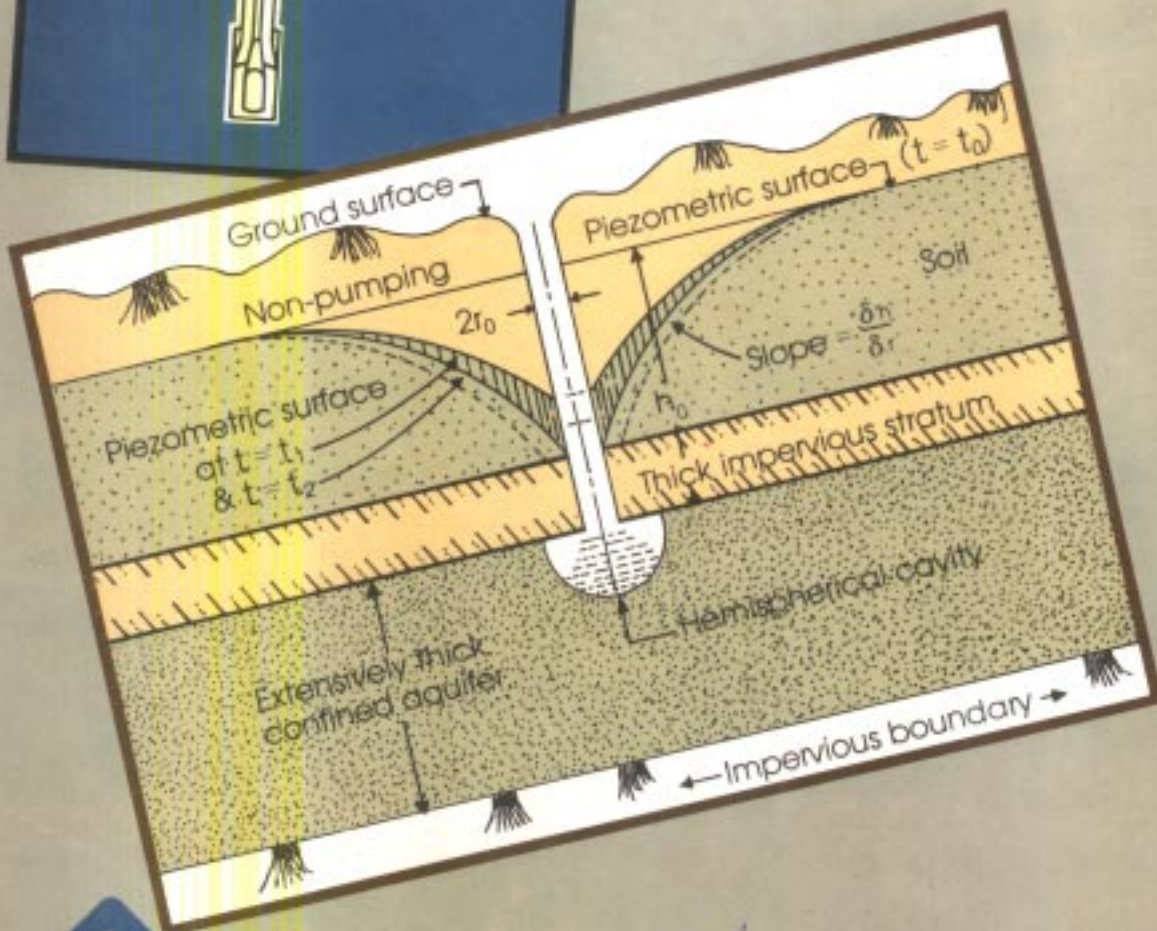 Ground surface
Piezometric surface
(t = t₀)
Non-pumping
2r₀
Soil
Slope = δh/δr
h₀
Piezometric surface
at t = t₁
& t = t₂
Thick impervious stratum
Hemispherical cavity
Extensively thick
confined aquifer
Impervious boundary